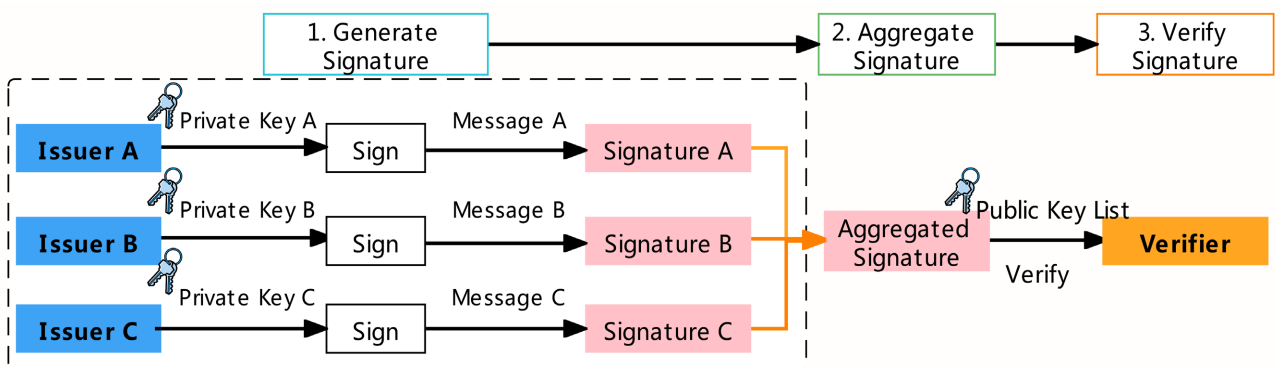 1. Generate
Signature
2. Aggregate
Signature
3. Verify
Signature
Private Key A
Message A
Issuer A
Sign
Signature A
Private Key B
Message B
Issuer B
Sign
Signature B
Private Key C
Message C
Issuer C
Sign
Signature C
Aggregated
Signature
Public Key List
Verify
Verifier